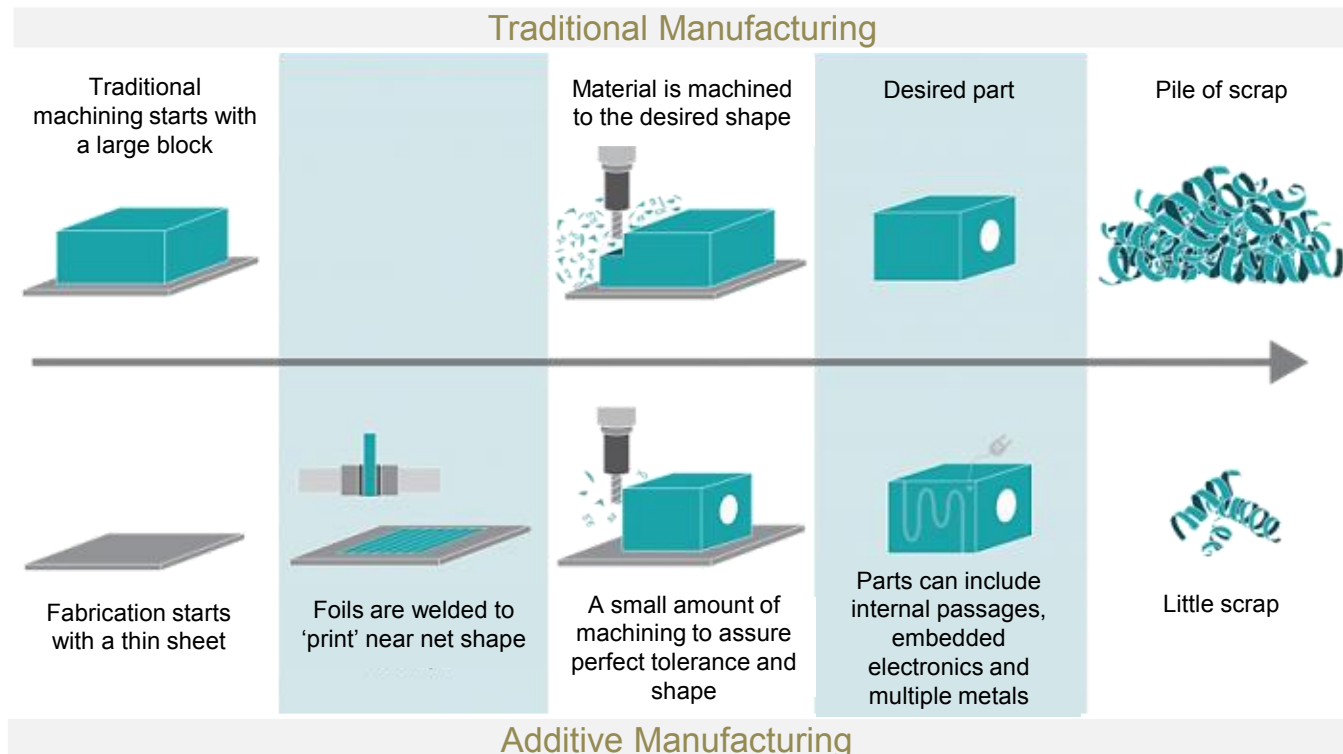 Traditional Manufacturing
Traditional
machining starts with
a large block
Material is machined
to the desired shape
Desired part
Pile of scrap
Fabrication starts
with a thin sheet
Foils are welded to
‘print’ near net shape
A small amount of
machining to assure
perfect tolerance and
shape
Parts can include
internal passages,
embedded
electronics and
multiple metals
Little scrap
Additive Manufacturing